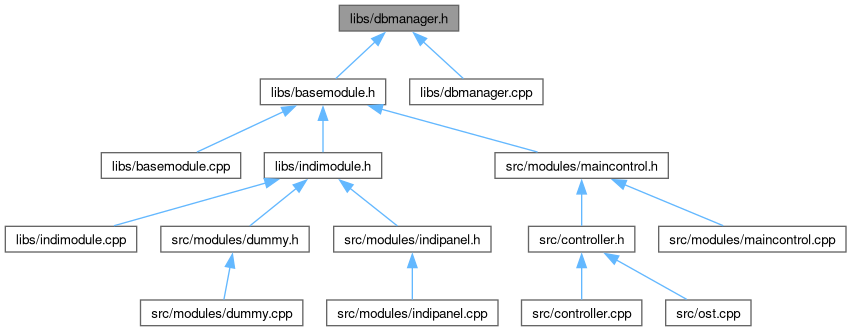 libs/dbmanager.h
libs/basemodule.h
libs/dbmanager.cpp
libs/basemodule.cpp
libs/indimodule.h
src/modules/maincontrol.h
libs/indimodule.cpp
src/modules/dummy.h
src/modules/indipanel.h
src/controller.h
src/modules/maincontrol.cpp
src/modules/dummy.cpp
src/modules/indipanel.cpp
src/controller.cpp
src/ost.cpp